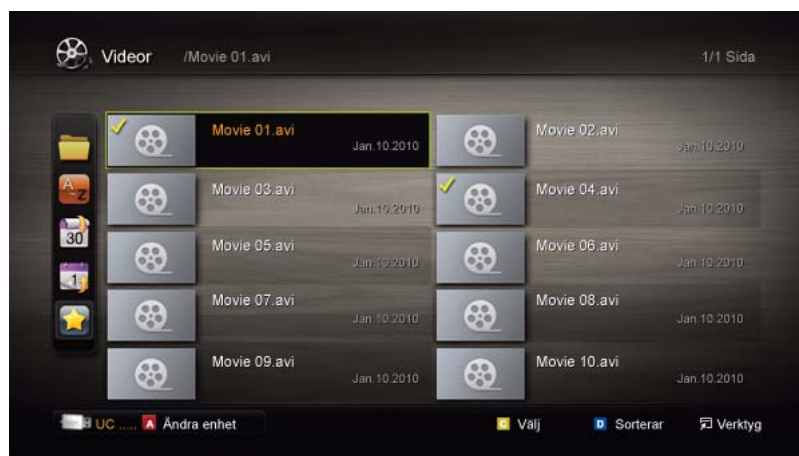 Videor /Movie 01.avi 1/1 Sida
Movie 01.avi
Jan.10.2010
Movie 02.avi
Jan.10.2010
Movie 03.avi
Jan.10.2010
Movie 04.avi
Jan.10.2010
Movie 05.avi
Jan.10.2010
Movie 06.avi
Jan.10.2010
Movie 07.avi
Jan.10.2010
Movie 08.avi
Jan.10.2010
Movie 09.avi
Jan.10.2010
Movie 10.avi
Jan.10.2010
A-Z
30
1
UC ..... A Ändra enhet C Välj D Sorterar Verktyg